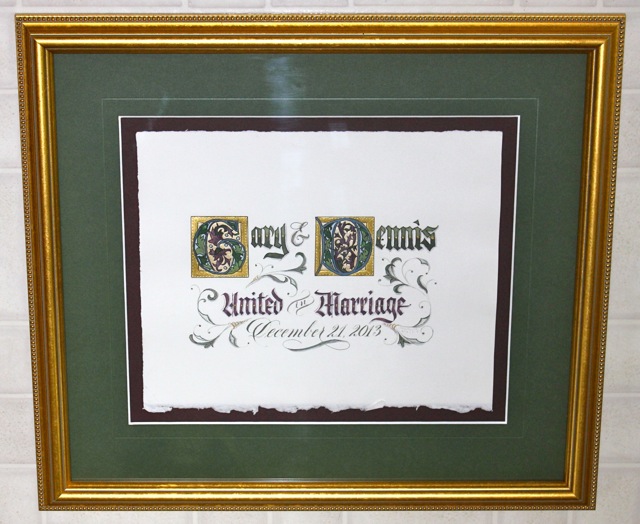 Gary & Dennis
United in Marriage
December 21, 2013